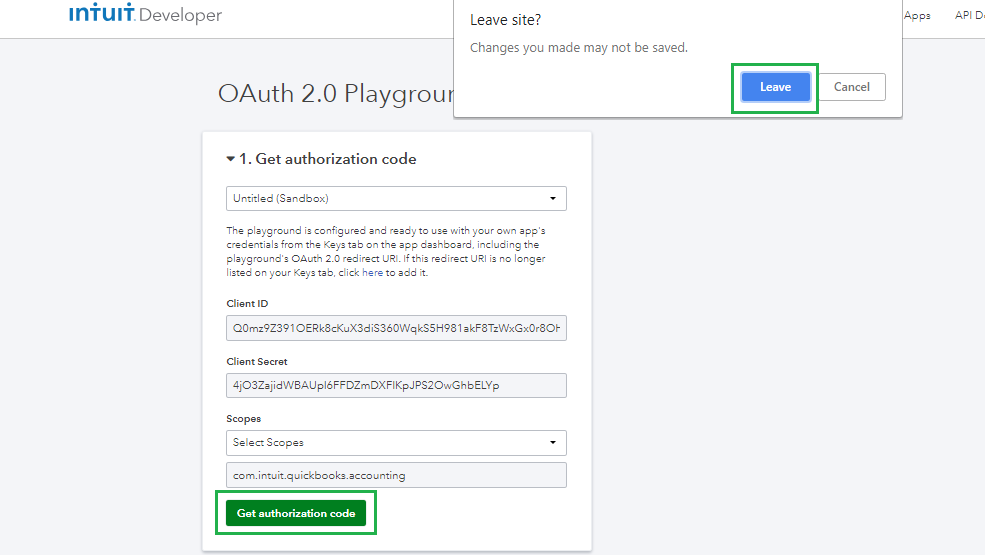 ıntuıt Developer
Leave site?
Changes you made may not be saved.
Leave
Cancel
Apps
API D
OAuth 2.0 Playgroun
1. Get authorization code
Untitled (Sandbox)
The playground is configured and ready to use with your own app's
credentials from the Keys tab on the app dashboard, including the
playground's OAuth 2.0 redirect URI. If this redirect URI is no longer
listed on your Keys tab, click here to add it.
Client ID
Q0mz9Z391OERk8cKuX3diS360WqkS5H981akF8TzWxGx0r8OH
Client Secret
4jO3ZajidWBAUpI6FFDZmDXFIKpJPS2OwGhbELYp
Scopes
Select Scopes
com.intuit.quickbooks.accounting
Get authorization code